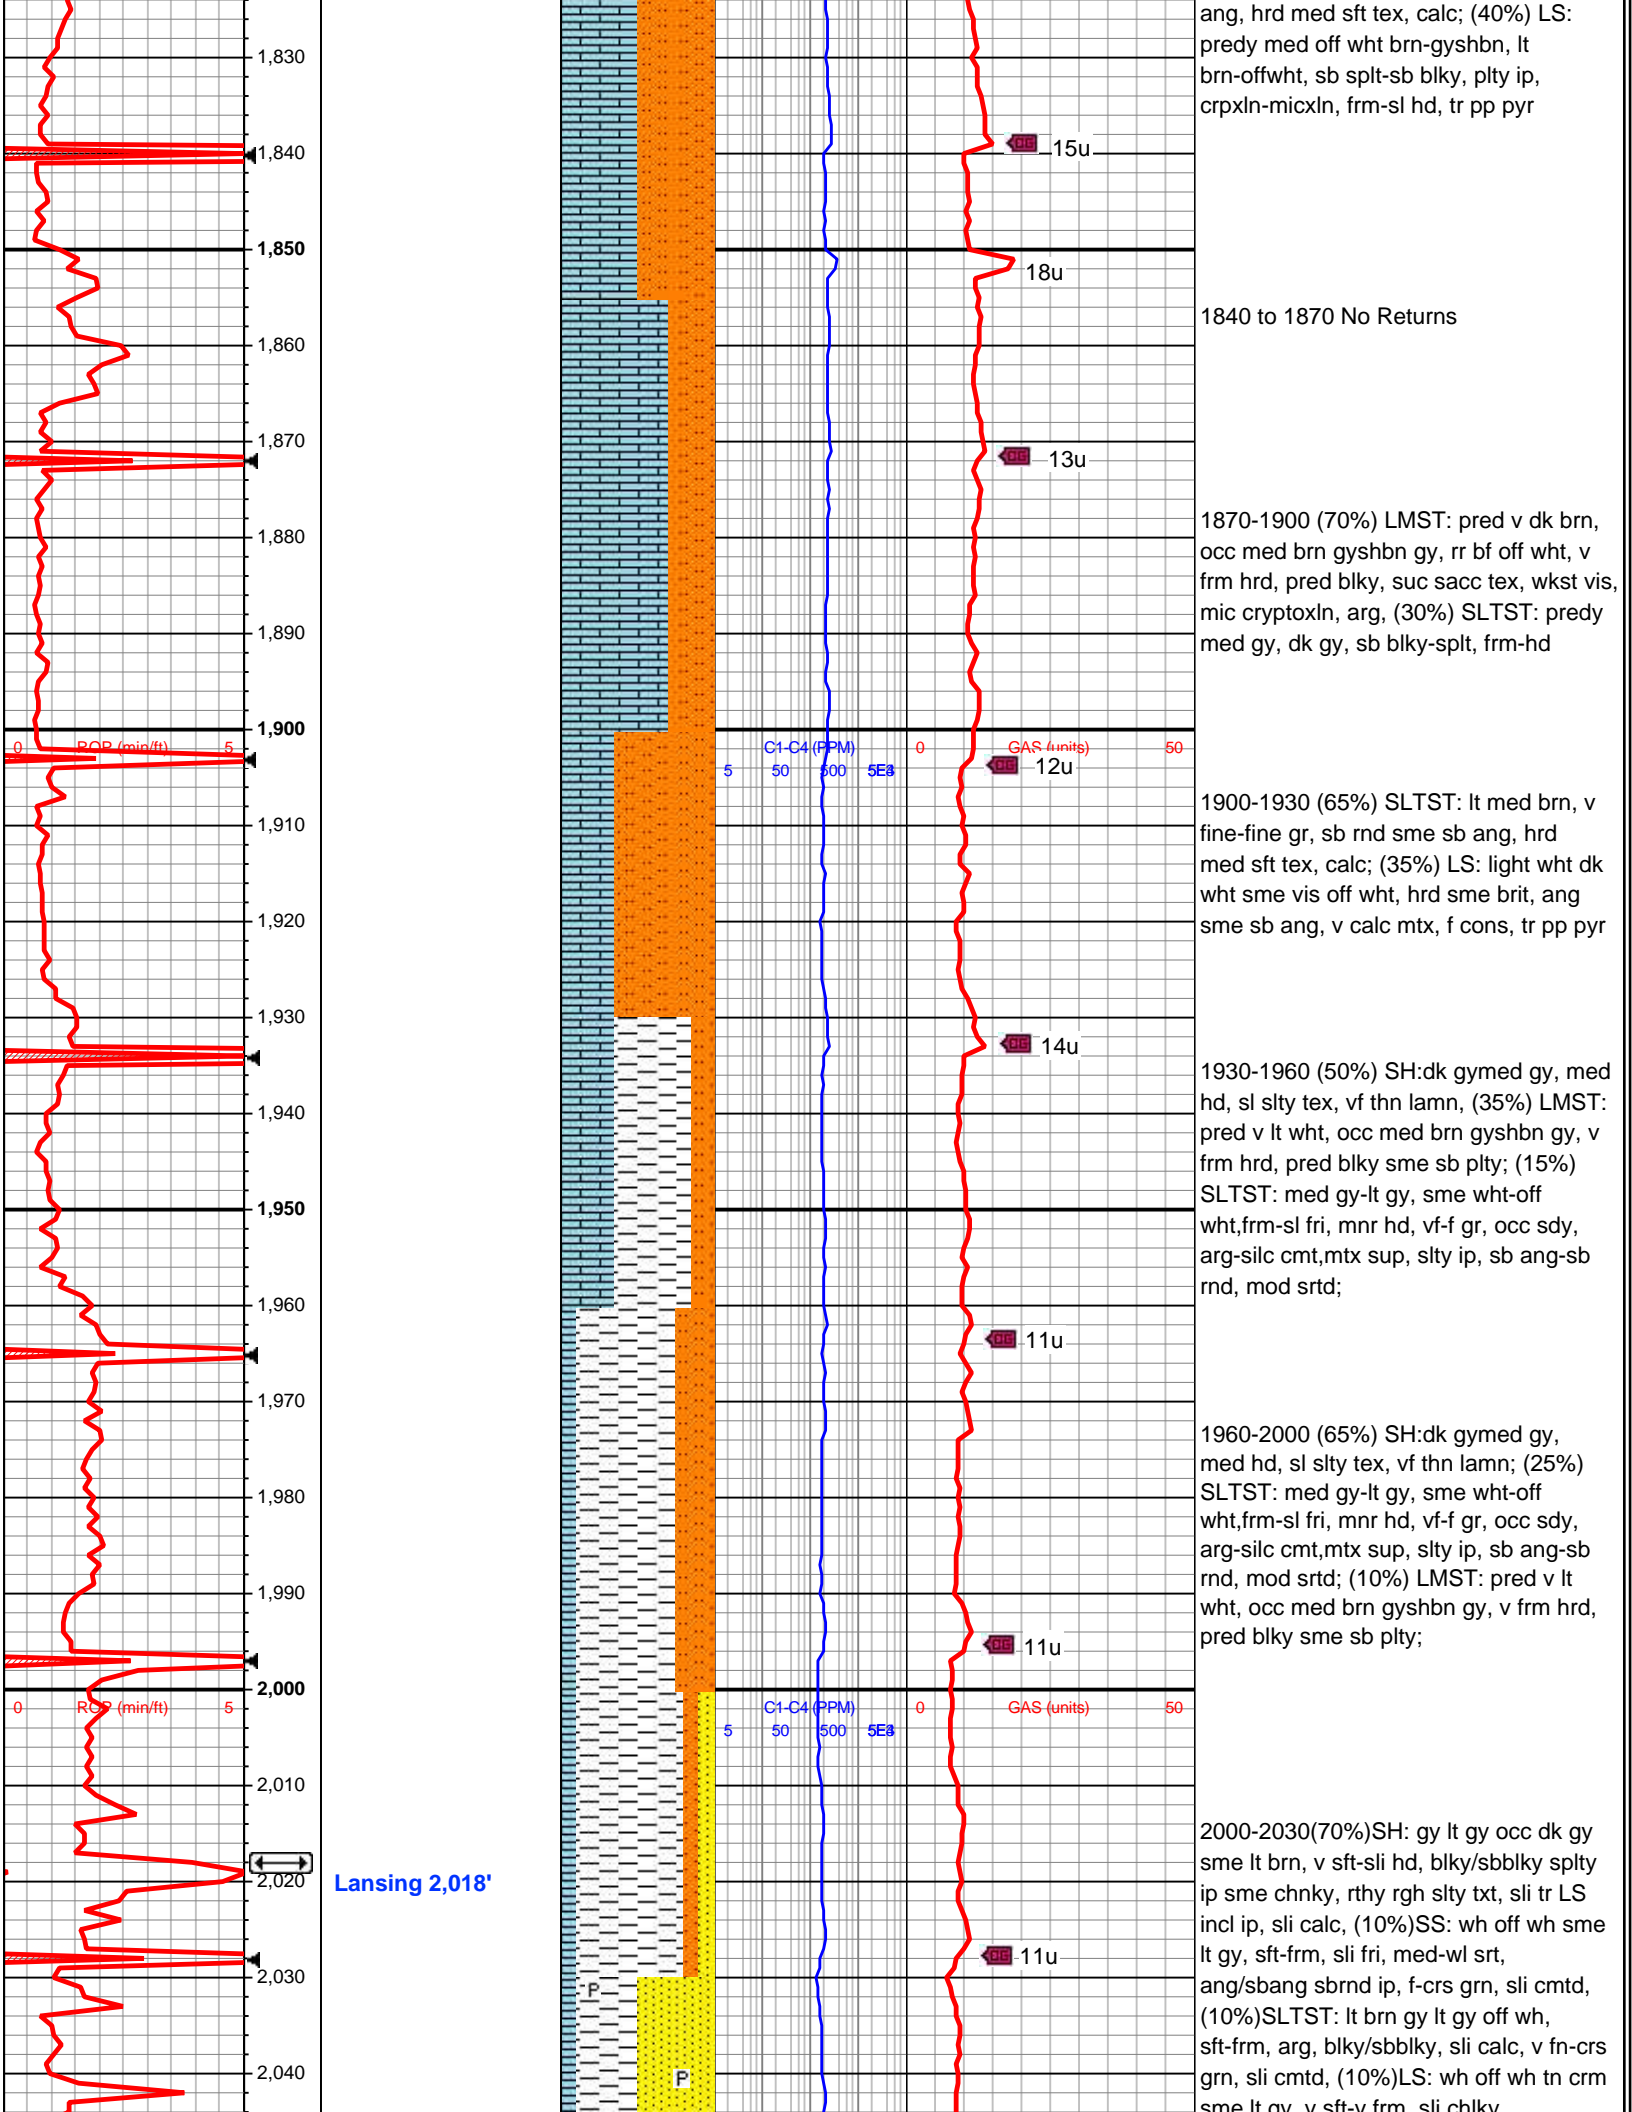 ang, hrd med sft tex, calc; (40%) LS:
predy med off wht brn-gyshbn, lt
brn-offwht, sb splt-sb blky, plty ip,
crpxln-micxln, frm-sl hd, tr pp pyr
1,830
1,840
CG 15u
1,850
18u
1840 to 1870 No Returns
1,860
1,870
CG 13u
1870-1900 (70%) LMST: pred v dk brn,
occ med brn gyshbn gy, rr bf off wht, v
frm hrd, pred blky, suc sacc tex, wkst vis,
mic cryptoxln, arg, (30%) SLTST: predy
med gy, dk gy, sb blky-splt, frm-hd
1,880
1,890
1,900
0 ROP (min/ft) 5
C1-C4 (PPM)
5 50 500 5E3
0 GAS (units) 50
CG 12u
1900-1930 (65%) SLTST: lt med brn, v
fine-fine gr, sb rnd sme sb ang, hrd
med sft tex, calc; (35%) LS: light wht dk
wht sme vis off wht, hrd sme brit, ang
sme sb ang, v calc mtx, f cons, tr pp pyr
1,910
1,920
1,930
CG 14u
1930-1960 (50%) SH:dk gymed gy, med
hd, sl slty tex, vf thn lamn, (35%) LMST:
pred v lt wht, occ med brn gyshbn gy, v
frm hrd, pred blky sme sb plty; (15%)
SLTST: med gy-lt gy, sme wht-off
wht,frm-sl fri, mnr hd, vf-f gr, occ sdy,
arg-silc cmt,mtx sup, slty ip, sb ang-sb
rnd, mod srtd;
1,940
1,950
1,960
CG 11u
1,970
1960-2000 (65%) SH:dk gymed gy,
med hd, sl slty tex, vf thn lamn; (25%)
SLTST: med gy-lt gy, sme wht-off
wht,frm-sl fri, mnr hd, vf-f gr, occ sdy,
arg-silc cmt,mtx sup, slty ip, sb ang-sb
rnd, mod srtd; (10%) LMST: pred v lt
wht, occ med brn gyshbn gy, v frm hrd,
pred blky sme sb plty;
1,980
1,990
CG 11u
2,000
0 ROP (min/ft) 5
C1-C4 (PPM)
5 50 500 5E3
0 GAS (units) 50
2,010
2,020
Lansing 2,018'
2000-2030(70%)SH: gy lt gy occ dk gy
sme lt brn, v sft-sli hd, blky/sbblky splty
ip sme chnky, rthy rgh slty txt, sli tr LS
incl ip, sli calc, (10%)SS: wh off wh sme
lt gy, sft-frm, sli fri, med-wl srt,
ang/sbang sbrnd ip, f-crs grn, sli cmtd,
(10%)SLTST: lt brn gy lt gy off wh,
sft-frm, arg, blky/sbblky, sli calc, v fn-crs
grn, sli cmtd, (10%)LS: wh off wh tn crm
sme lt gy, v sft-v frm, sli chlky
CG 11u
2,030
P
2,040
P